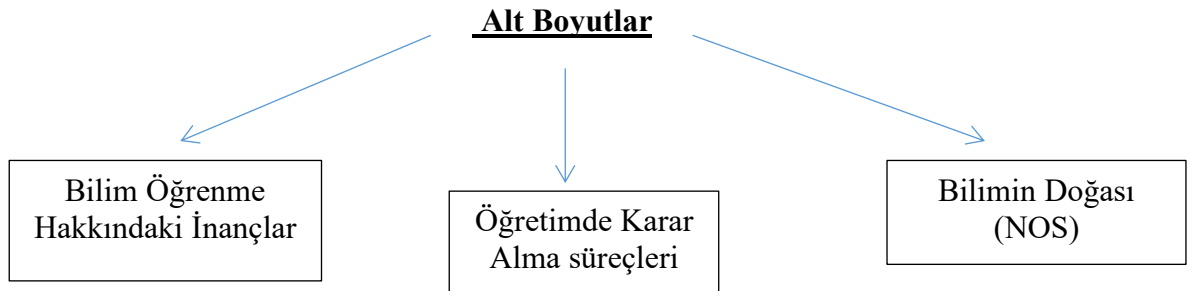 Alt Boyutlar
Bilim Öğrenme
Hakkındaki İnançlar
Öğretimde Karar
Alma süreçleri
Bilimin Doğası
(NOS)